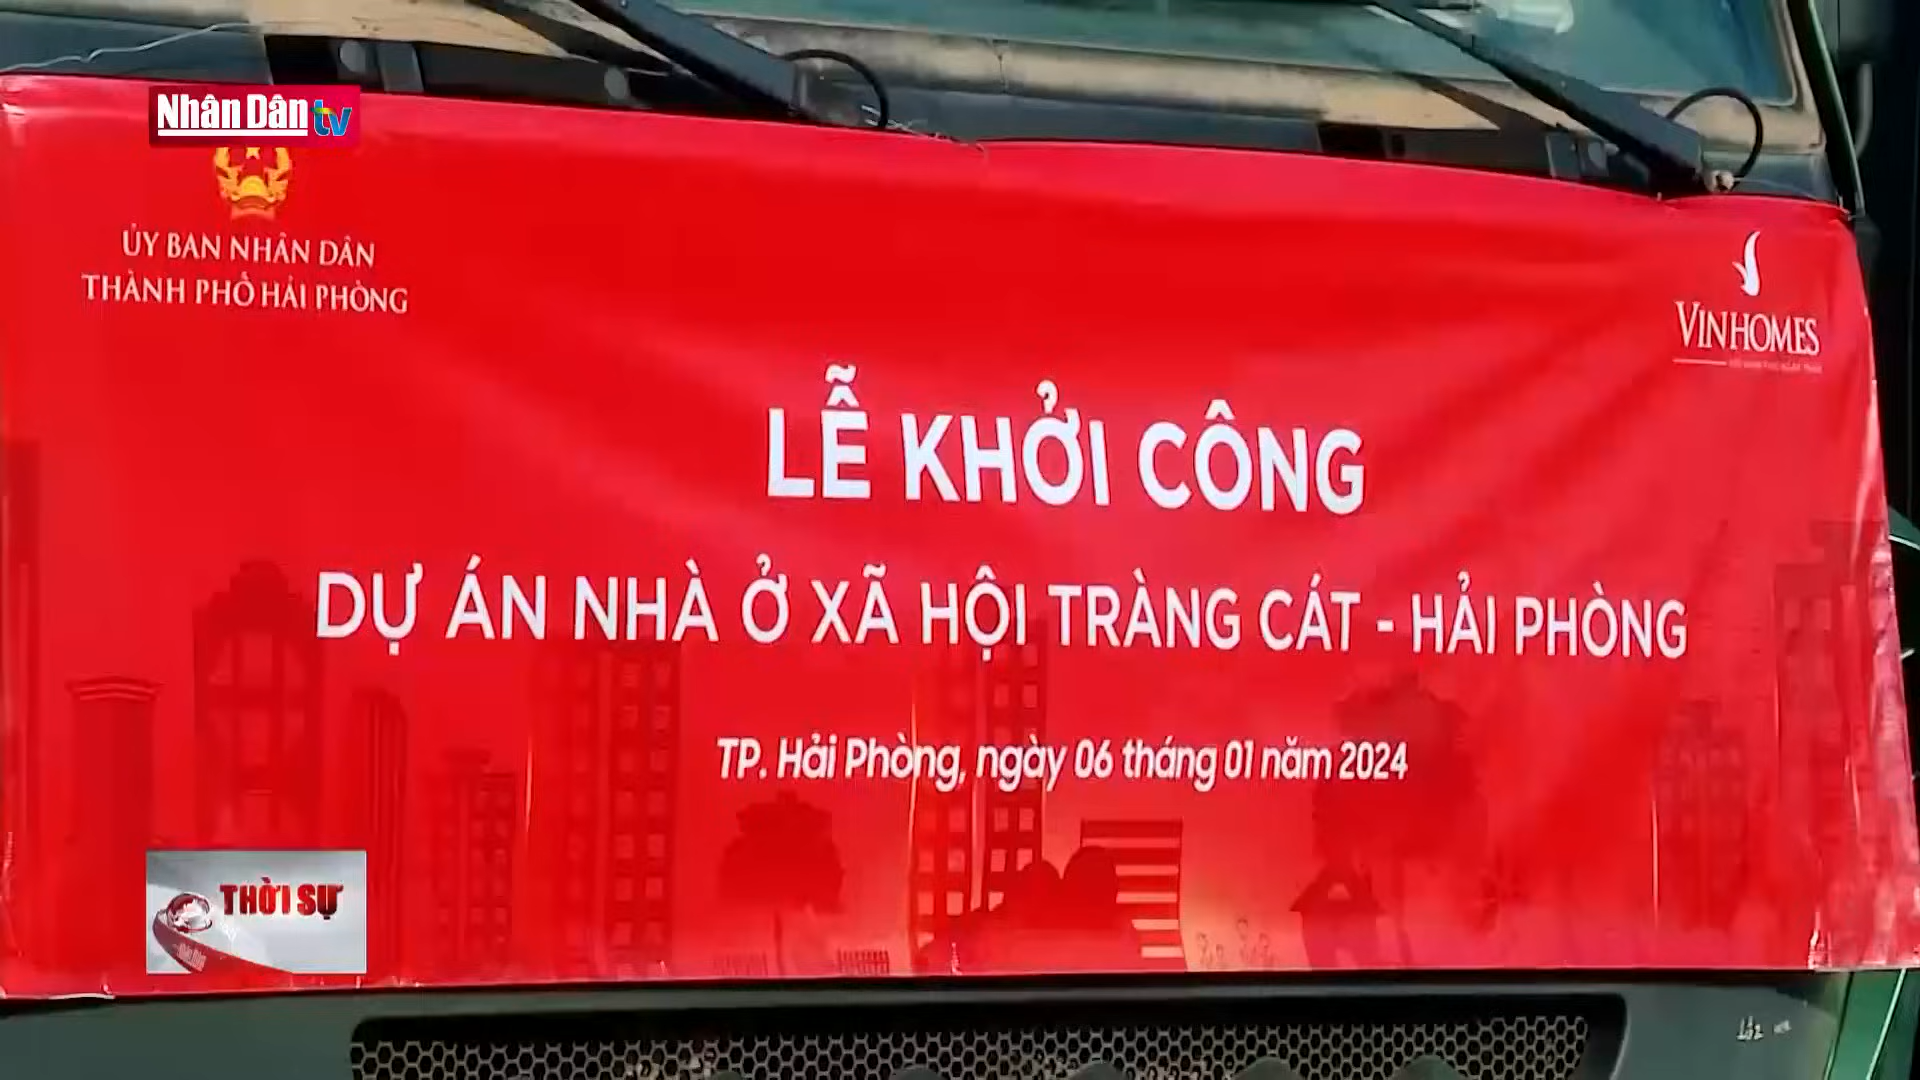 Nhân Dân tv
ỦY BAN NHÂN DÂN
THÀNH PHỐ HẢI PHÒNG
VINHOMES
LỄ KHỞI CÔNG
DỰ ÁN NHÀ Ở XÃ HỘI TRÀNG CÁT - HẢI PHÒNG
TP. Hải Phòng, ngày 06 tháng 01 năm 2024
THỜI SỰ